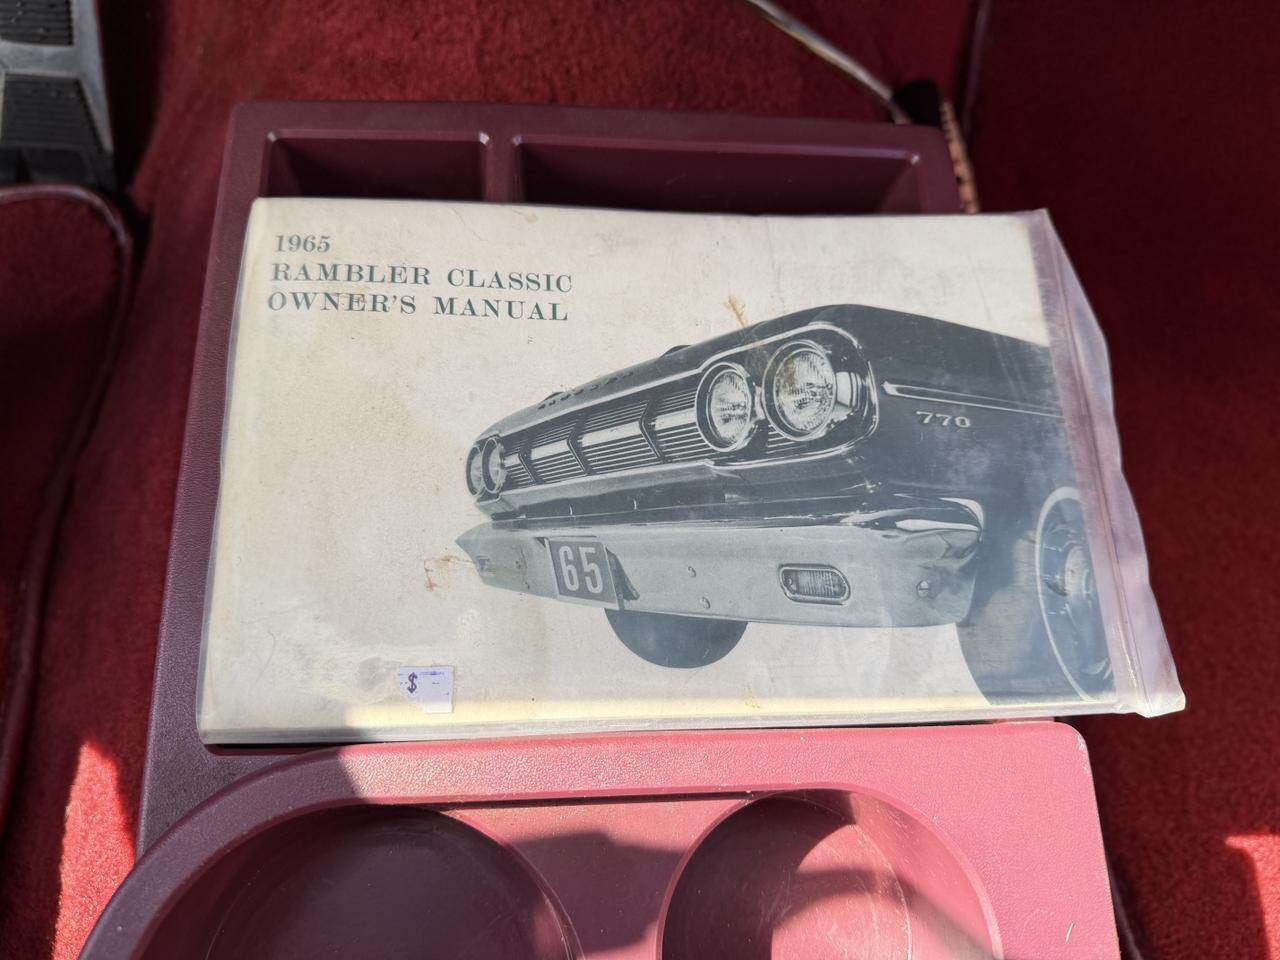 1965
RAMBLER CLASSIC
OWNER'S MANUAL
770
65
$